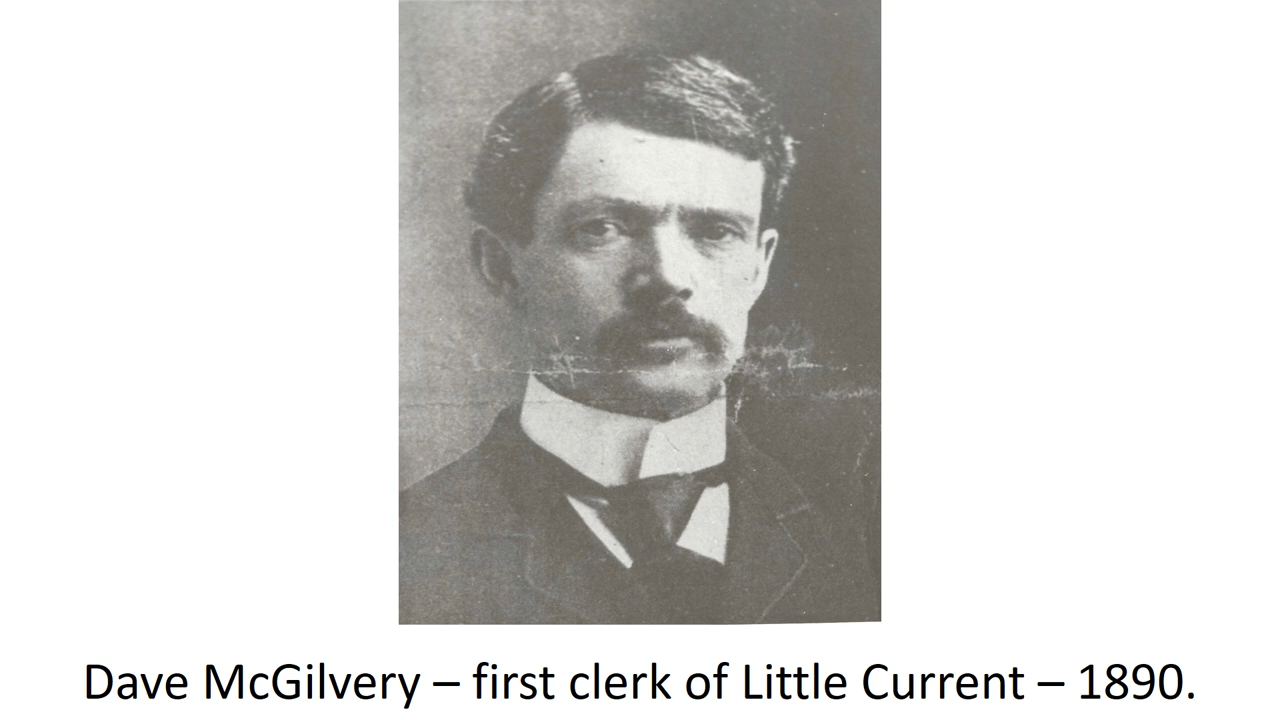 Dave McGilvery – first clerk of Little Current – 1890.